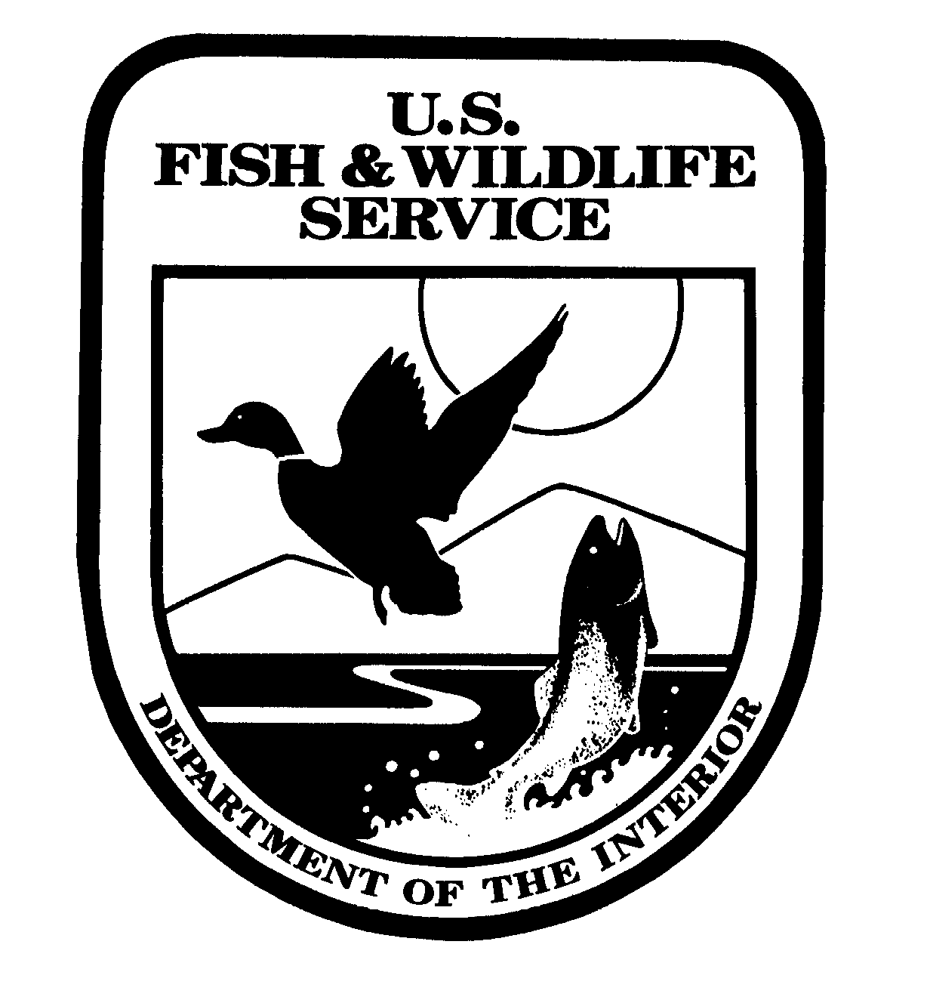 U.S.
FISH & WILDLIFE
SERVICE
DEPARTMENT OF THE INTERIOR